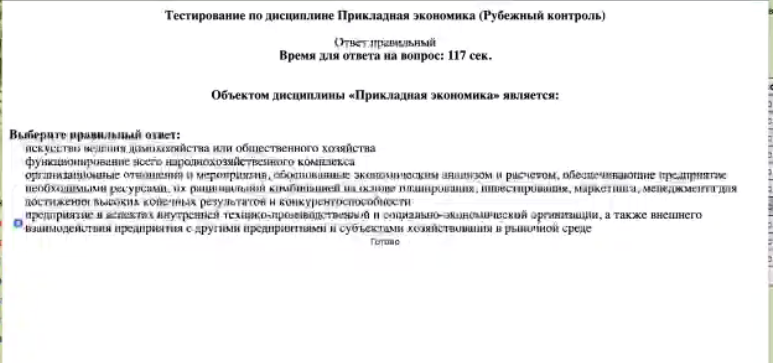 Тестирование по дисциплине Прикладная экономика (Рубежный контроль)
Ответ правильный
Время для ответа на вопрос: 117 сек.
Объектом дисциплины «Прикладная экономика» является:
Выберите правильный ответ:
искусство ведения домохозяйства или общественного хозяйства
функционирование всего народнохозяйственного комплекса
организационные отношения и мероприятия, обоснованные экономическим анализом и расчетом, обеспечивающие предприятие
необходимыми ресурсами, их рациональной комбинацией на основе планирования, инвестирования, маркетинга, менеджмента для
достижения высоких конечных результатов и конкурентоспособности
предприятие в аспектах внутренней технико-производственной и социально-экономической организации, а также внешнего
взаимодействия предприятия с другими предприятиями и субъектами хозяйствования в рыночной среде
Готово